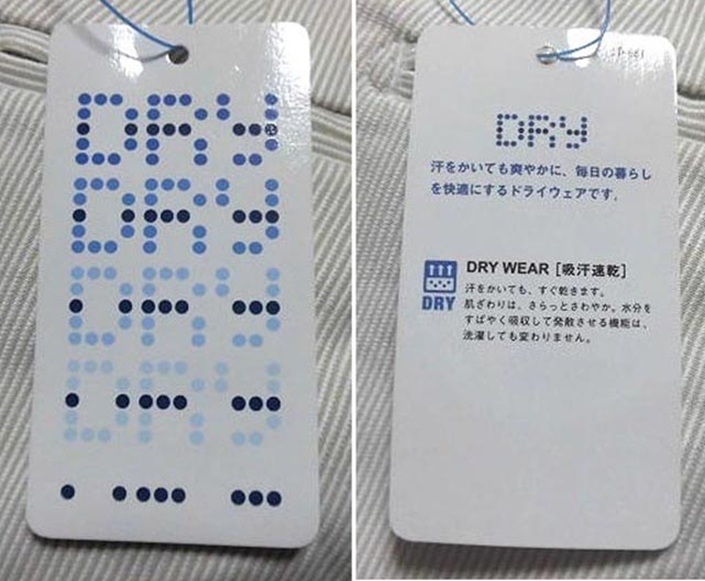 DRY
DRY
DRY
DRY
DRY
汗をかいても爽やかに、毎日の暮らし
を快適にするドライウェアです。
DRY WEAR [吸汗速乾]
DRY
汗をかいても、すぐ乾きます。
肌ざわりは、さらっとさわやか。水分を
すばやく吸収して発散させる機能は、
洗濯しても変わりません。